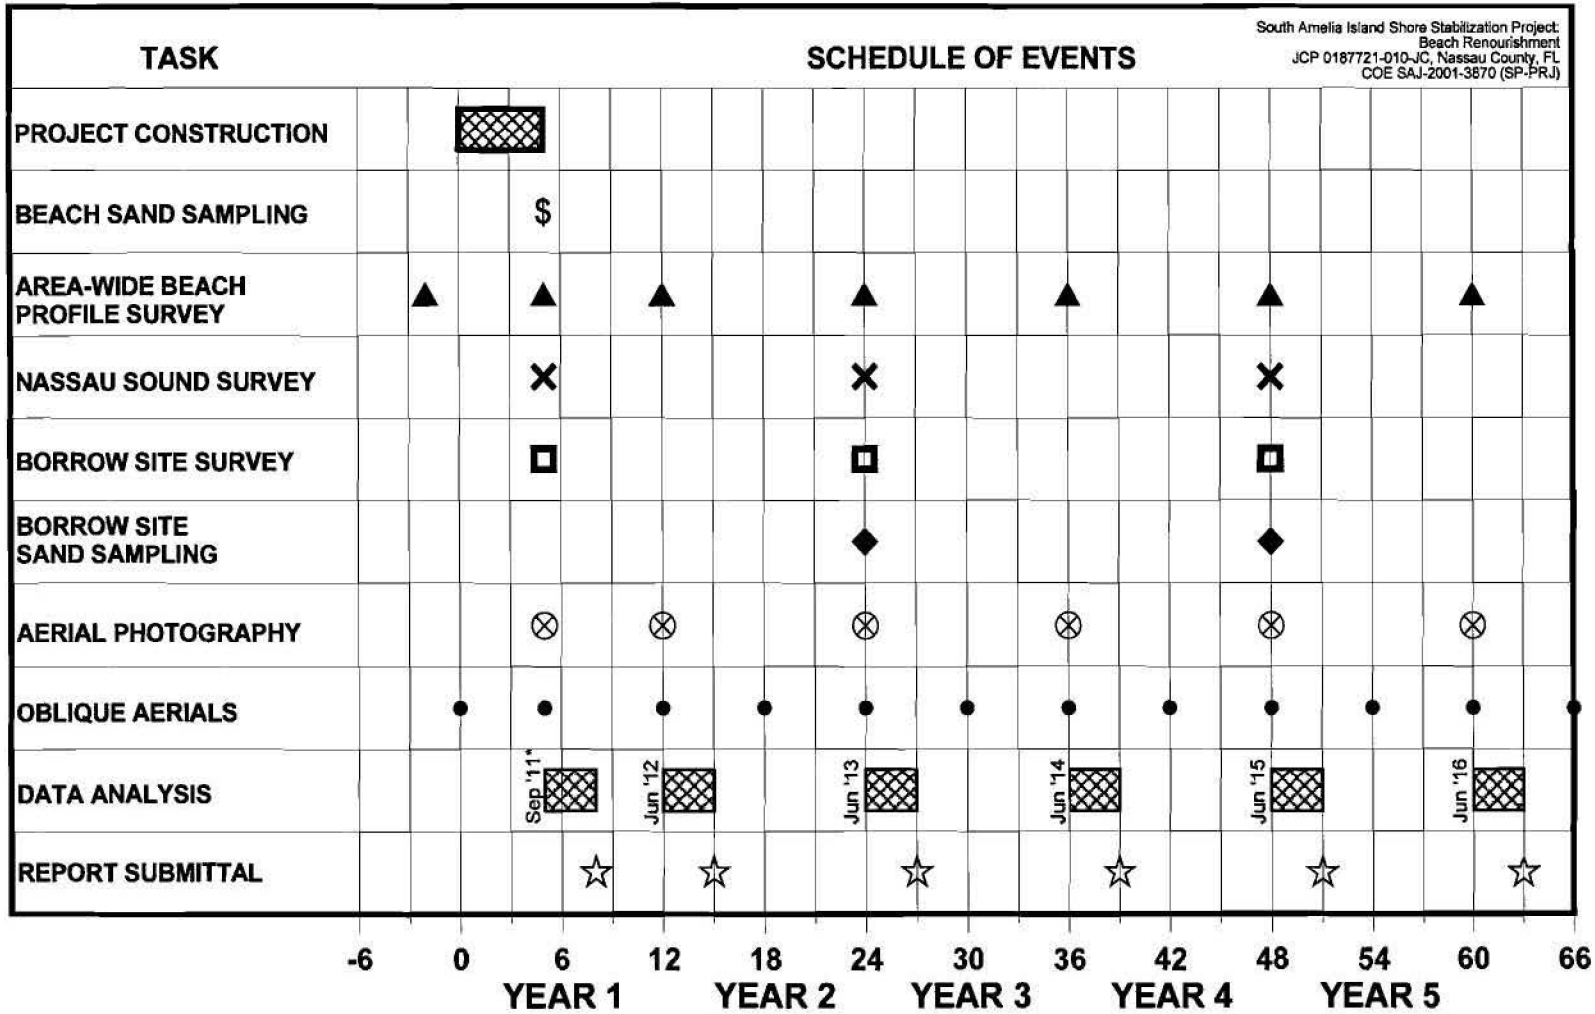 TASK
SCHEDULE OF EVENTS
South Amelia Island Shore Stabilization Project:
Beach Renourishment
JCP 0187721-010-JC, Nassau County, FL
COE SAJ-2001-3870 (SP-PRJ)
PROJECT CONSTRUCTION
BEACH SAND SAMPLING
$
AREA-WIDE BEACH
PROFILE SURVEY
NASSAU SOUND SURVEY
BORROW SITE SURVEY
BORROW SITE
SAND SAMPLING
AERIAL PHOTOGRAPHY
OBLIQUE AERIALS
DATA ANALYSIS
Sep '11*
Jun '12
Jun '13
Jun '14
Jun '15
Jun '16
REPORT SUBMITTAL
-6 0 6 12 18 24 30 36 42 48 54 60 66
YEAR 1 YEAR 2 YEAR 3 YEAR 4 YEAR 5